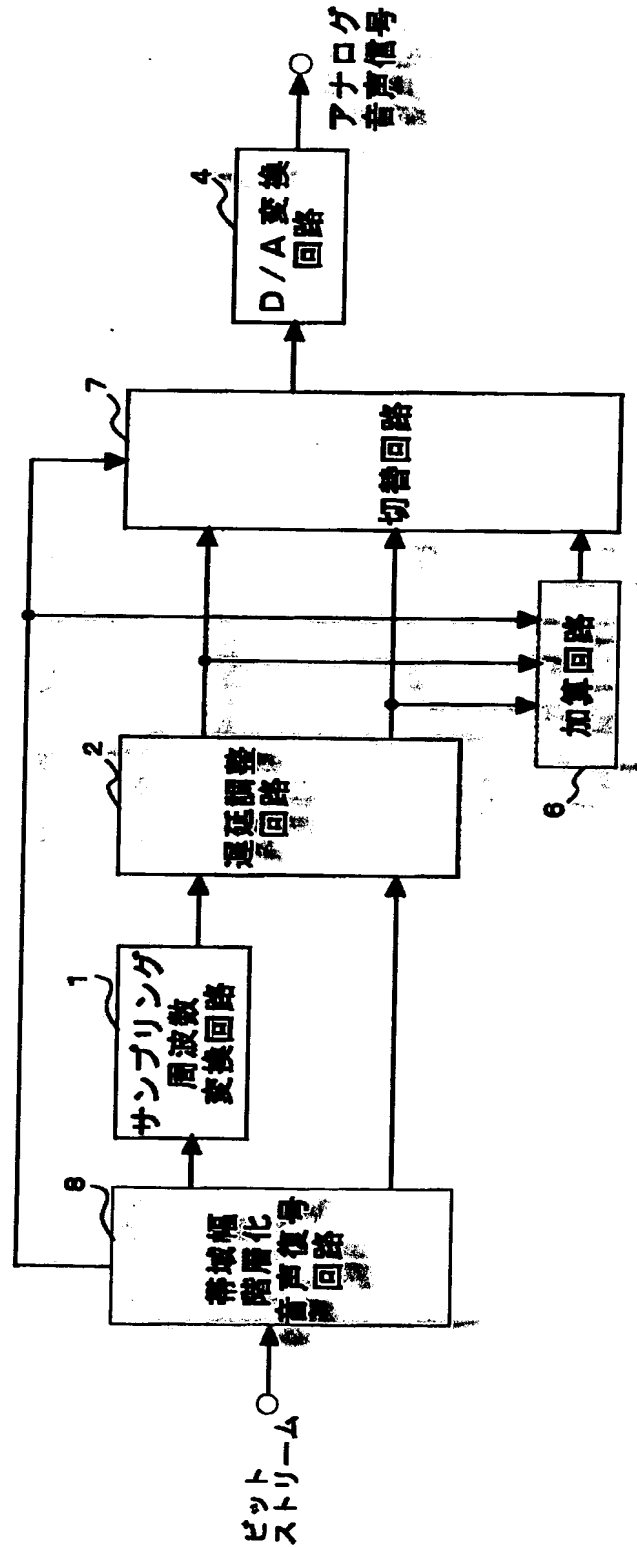 ビット
ストリーム
8
帯域幅
階層化
音声復号
回路
1
サンプリング
周波数
変換回路
2
遅延調整
回路
6
加算回路
7
切替回路
4
D/A変換
回路
アナログ
音声信号